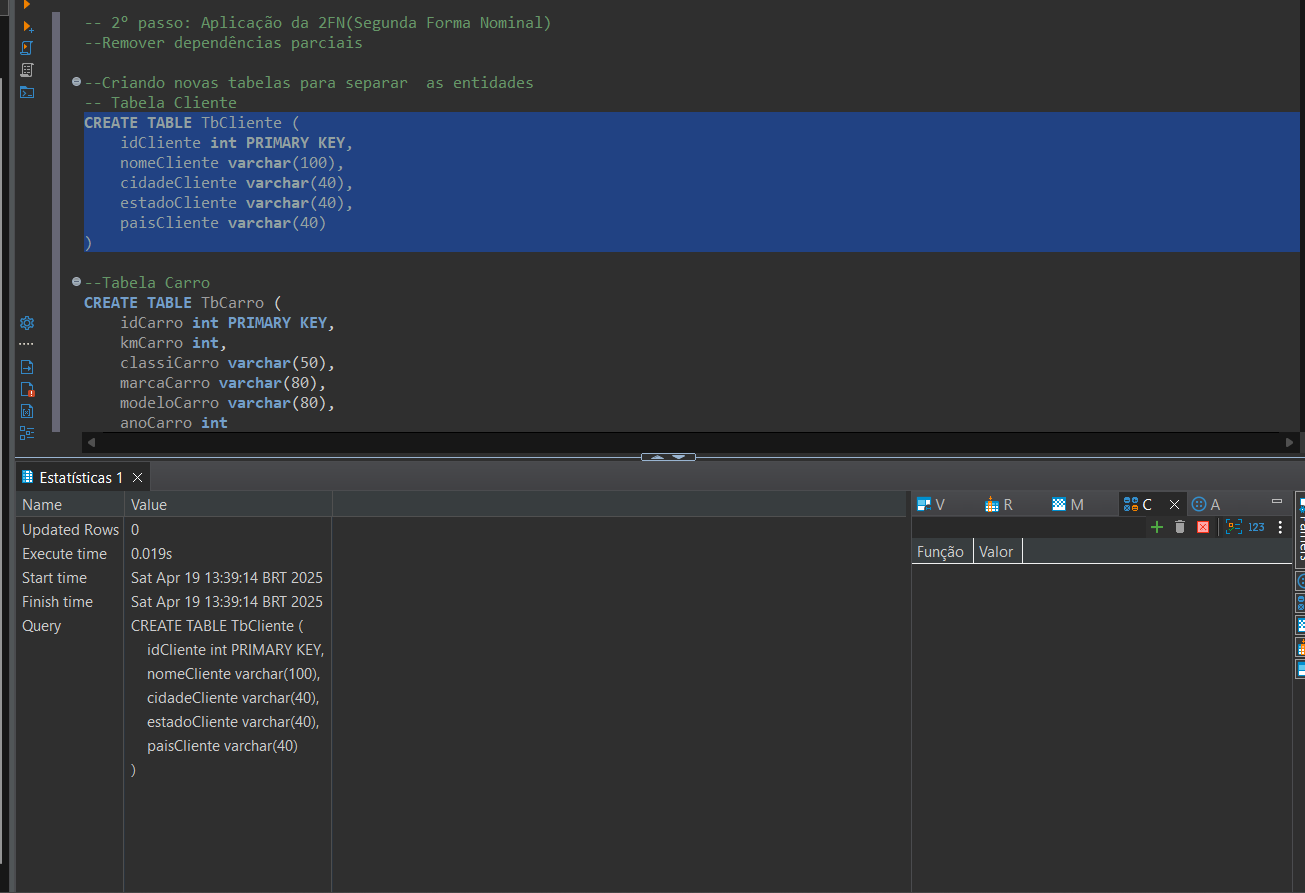 -- 2º passo: Aplicação da 2FN(Segunda Forma Nominal)
--Remover dependências parciais
--Criando novas tabelas para separar  as entidades
-- Tabela Cliente
CREATE TABLE TbCliente (
idCliente int PRIMARY KEY,
nomeCliente varchar(100),
cidadeCliente varchar(40),
estadoCliente varchar(40),
paisCliente varchar(40)
)
--Tabela Carro
CREATE TABLE TbCarro (
idCarro int PRIMARY KEY,
kmCarro int,
classiCarro varchar(50),
marcaCarro varchar(80),
modeloCarro varchar(80),
anoCarro int
Estatísticas 1
Name Value
Updated Rows 0
Execute time 0.019s
Start time Sat Apr 19 13:39:14 BRT 2025
Finish time Sat Apr 19 13:39:14 BRT 2025
Query CREATE TABLE TbCliente (
idCliente int PRIMARY KEY,
nomeCliente varchar(100),
cidadeCliente varchar(40),
estadoCliente varchar(40),
paisCliente varchar(40)
)
V R M C A
123
Função Valor